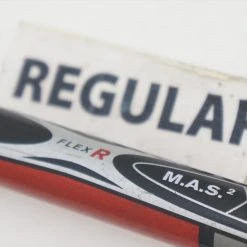 REGULAR
FLEX R
M.A.S.²